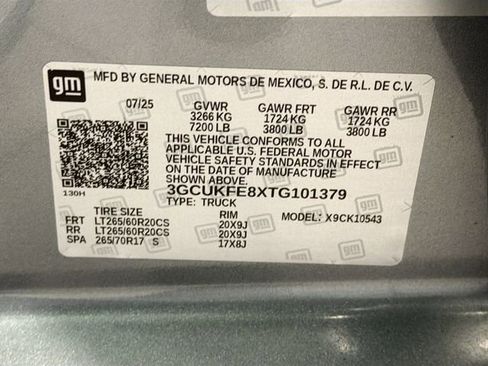 gm
MFD BY GENERAL MOTORS DE MEXICO, S. DE R.L. DE C.V.
07/25 GVWR GAWR FRT GAWR RR
3266 KG 1724 KG 1724 KG
7200 LB 3800 LB 3800 LB
THIS VEHICLE CONFORMS TO ALL
APPLICABLE U.S. FEDERAL MOTOR
VEHICLE SAFETY STANDARDS IN EFFECT
ON THE DATE OF MANUFACTURE
SHOWN ABOVE.
130H 3GCUKFE8XTG101379
TYPE: TRUCK
TIRE SIZE RIM MODEL: X9CK10543
FRT LT265/60R20CS 20X9J
RR LT265/60R20CS 20X9J
SPA 265/70R17 S 17X8J